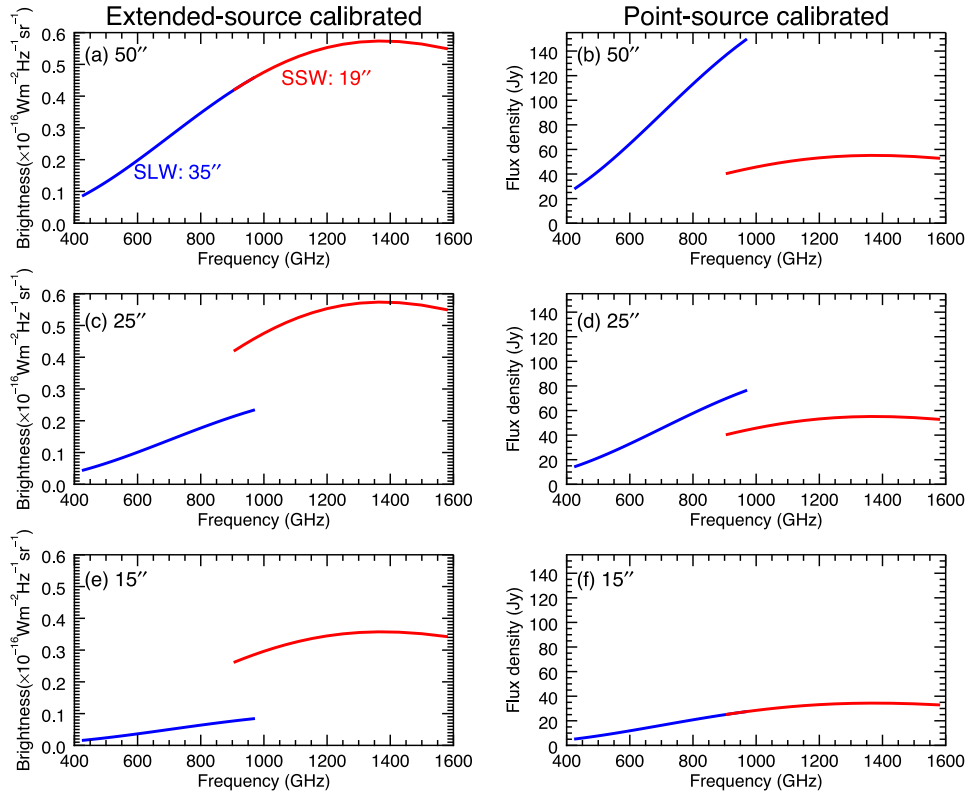 Extended-source calibrated
Point-source calibrated
(a) 50″
SSW: 19″
SLW: 35″
Brightness(×10−16Wm−2Hz−1sr−1)
0.6
0.5
0.4
0.3
0.2
0.1
0.0
400 600 800 1000 1200 1400 1600
Frequency (GHz)
(b) 50″
Flux density (Jy)
140
120
100
80
60
40
20
0
400 600 800 1000 1200 1400 1600
Frequency (GHz)
(c) 25″
Brightness(×10−16Wm−2Hz−1sr−1)
0.6
0.5
0.4
0.3
0.2
0.1
0.0
400 600 800 1000 1200 1400 1600
Frequency (GHz)
(d) 25″
Flux density (Jy)
140
120
100
80
60
40
20
0
400 600 800 1000 1200 1400 1600
Frequency (GHz)
(e) 15″
Brightness(×10−16Wm−2Hz−1sr−1)
0.6
0.5
0.4
0.3
0.2
0.1
0.0
400 600 800 1000 1200 1400 1600
Frequency (GHz)
(f) 15″
Flux density (Jy)
140
120
100
80
60
40
20
0
400 600 800 1000 1200 1400 1600
Frequency (GHz)